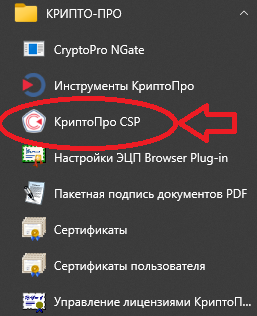 КРИПТО-ПРО
CryptoPro NGate
Инструменты КриптоПро
КриптоПро CSP
Настройки ЭЦП Browser Plug-in
Пакетная подпись документов PDF
Сертификаты
Сертификаты пользователя
Управление лицензиями КриптоП...